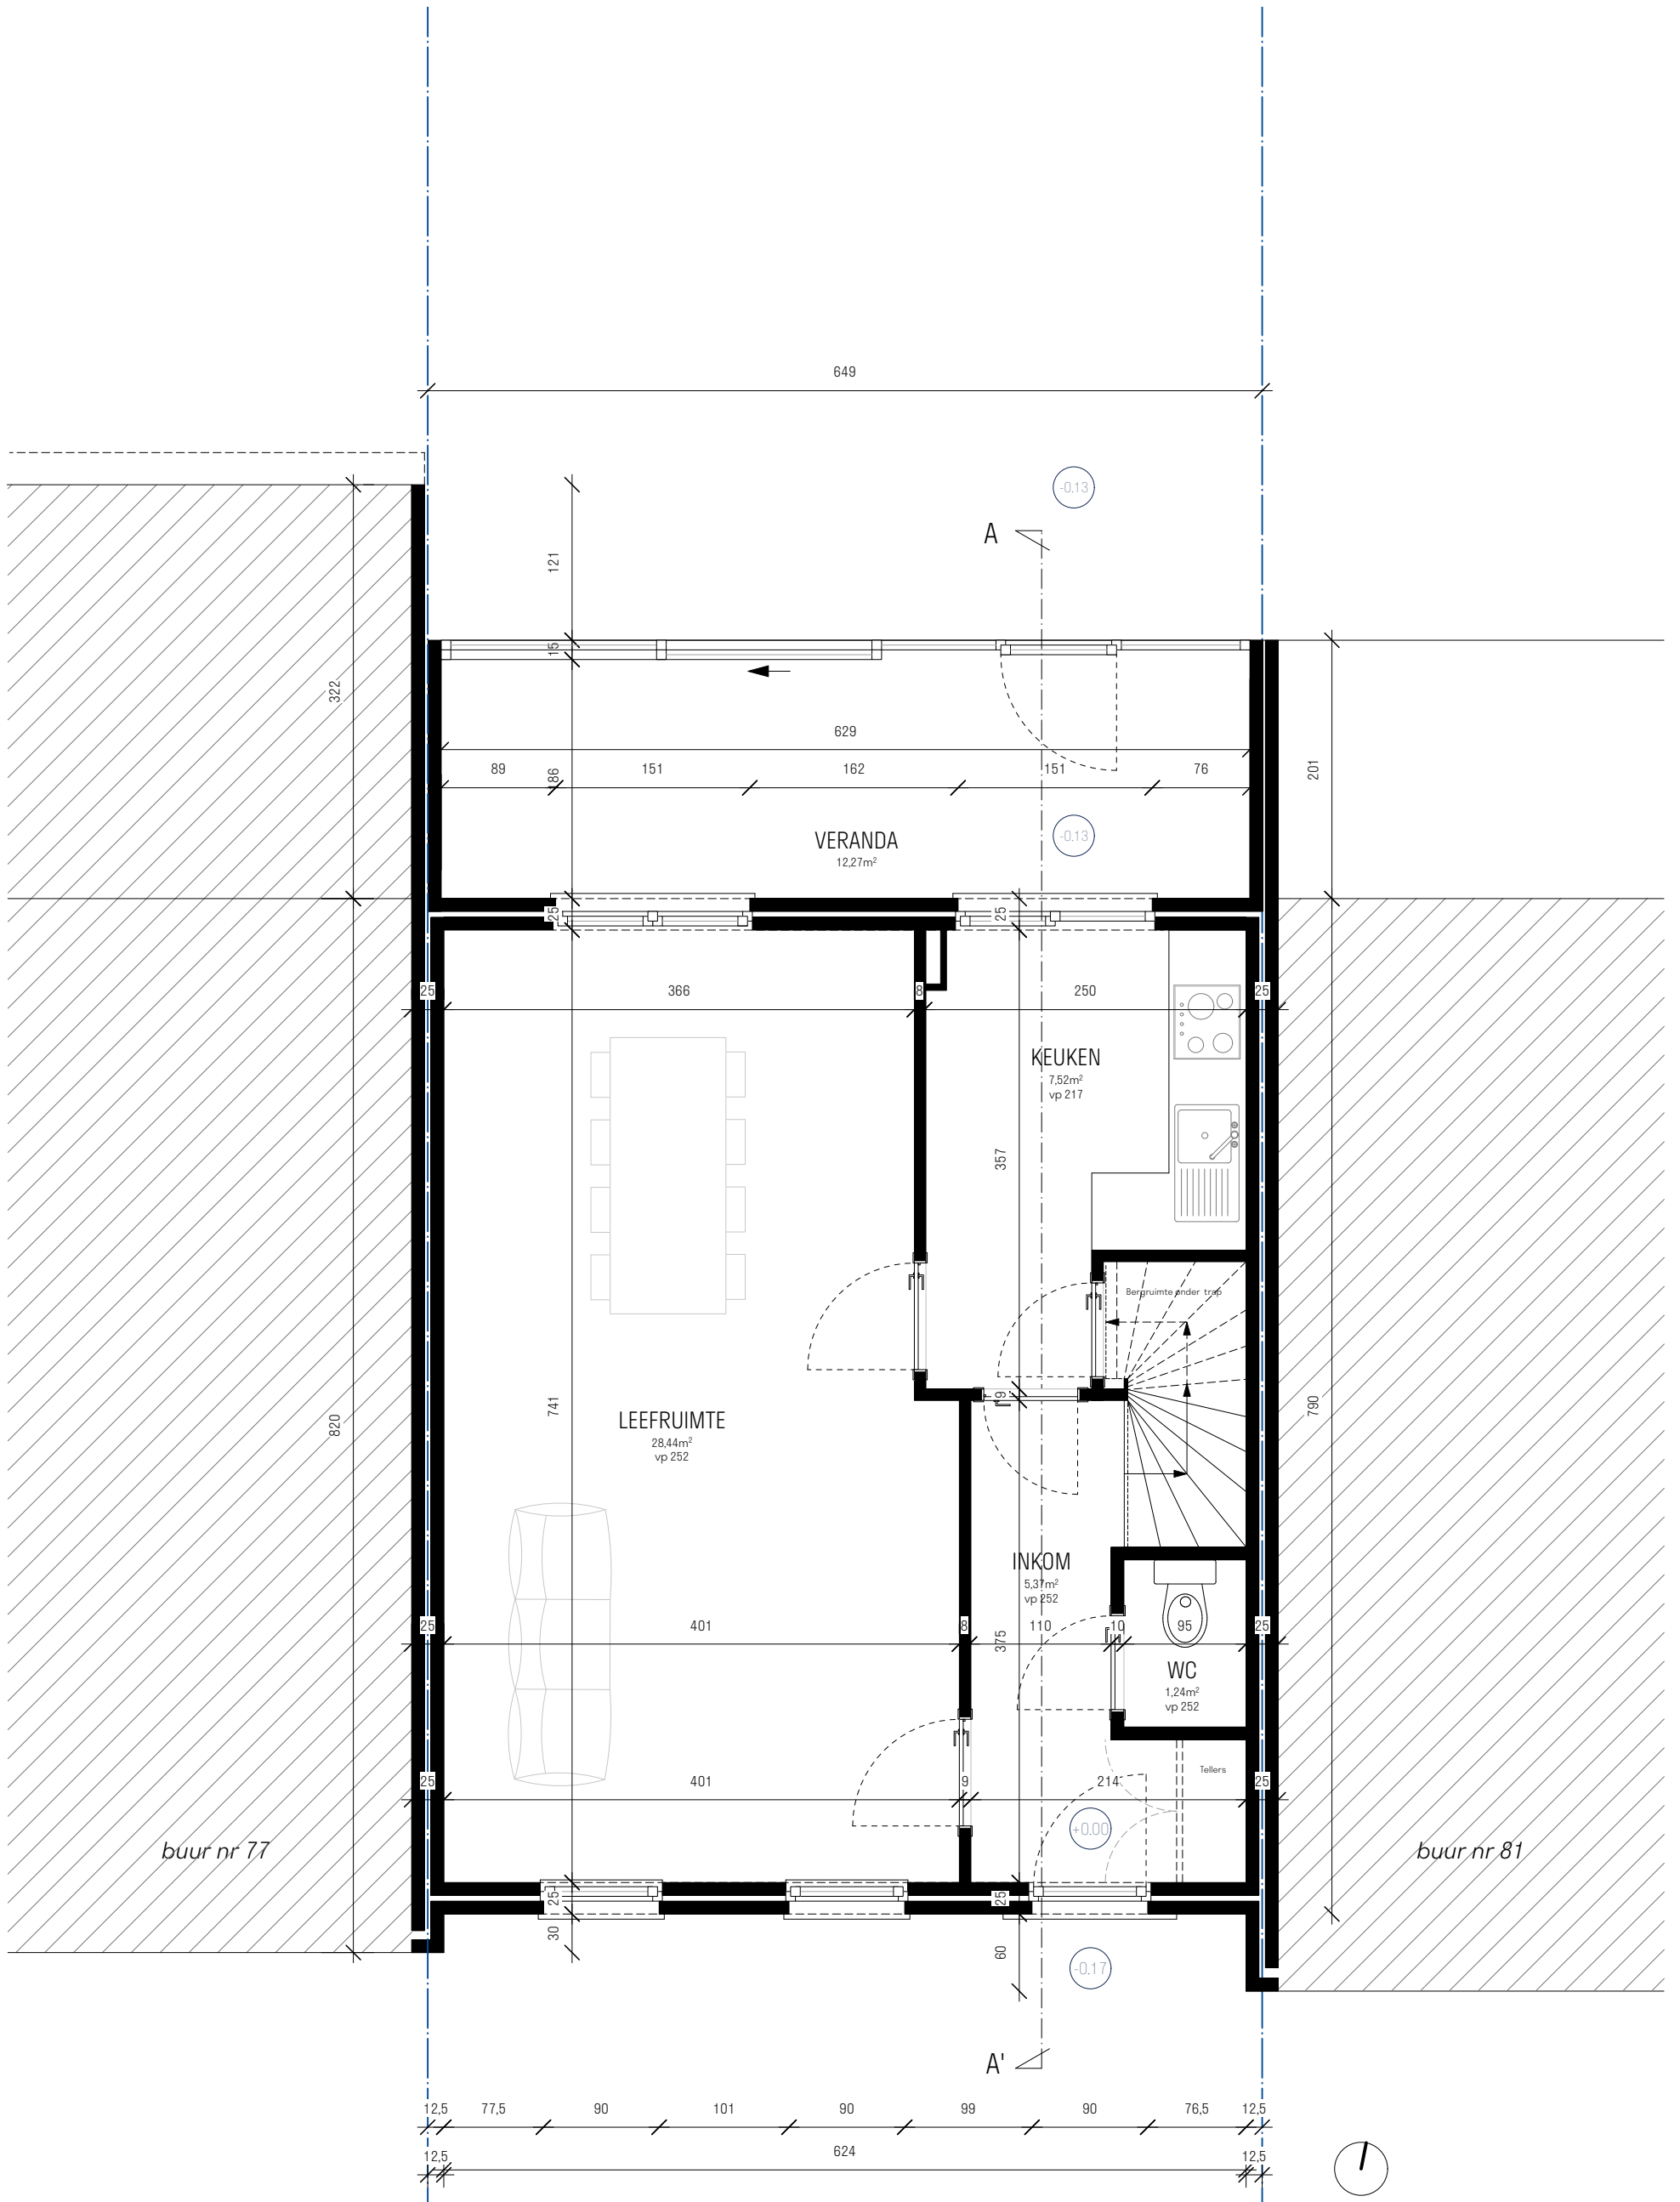 649
-0.13
A
121
15
322
629
89
186
151
162
151
76
201
VERANDA
12,27m²
-0.13
25
25
25
366
8
250
25
KEUKEN
7,52m²
vp 217
357
Bergruimte onder trap
9
741
820
790
LEEFRUIMTE
28,44m²
vp 252
INKOM
5,37m²
vp 252
25
401
8
375
110
10
95
25
WC
1,24m²
vp 252
Tellers
25
401
9
214
25
+0.00
buur nr 77
buur nr 81
25
25
30
60
-0.17
A'
12,5
77,5
90
101
90
99
90
76,5
12,5
12,5
624
12,5